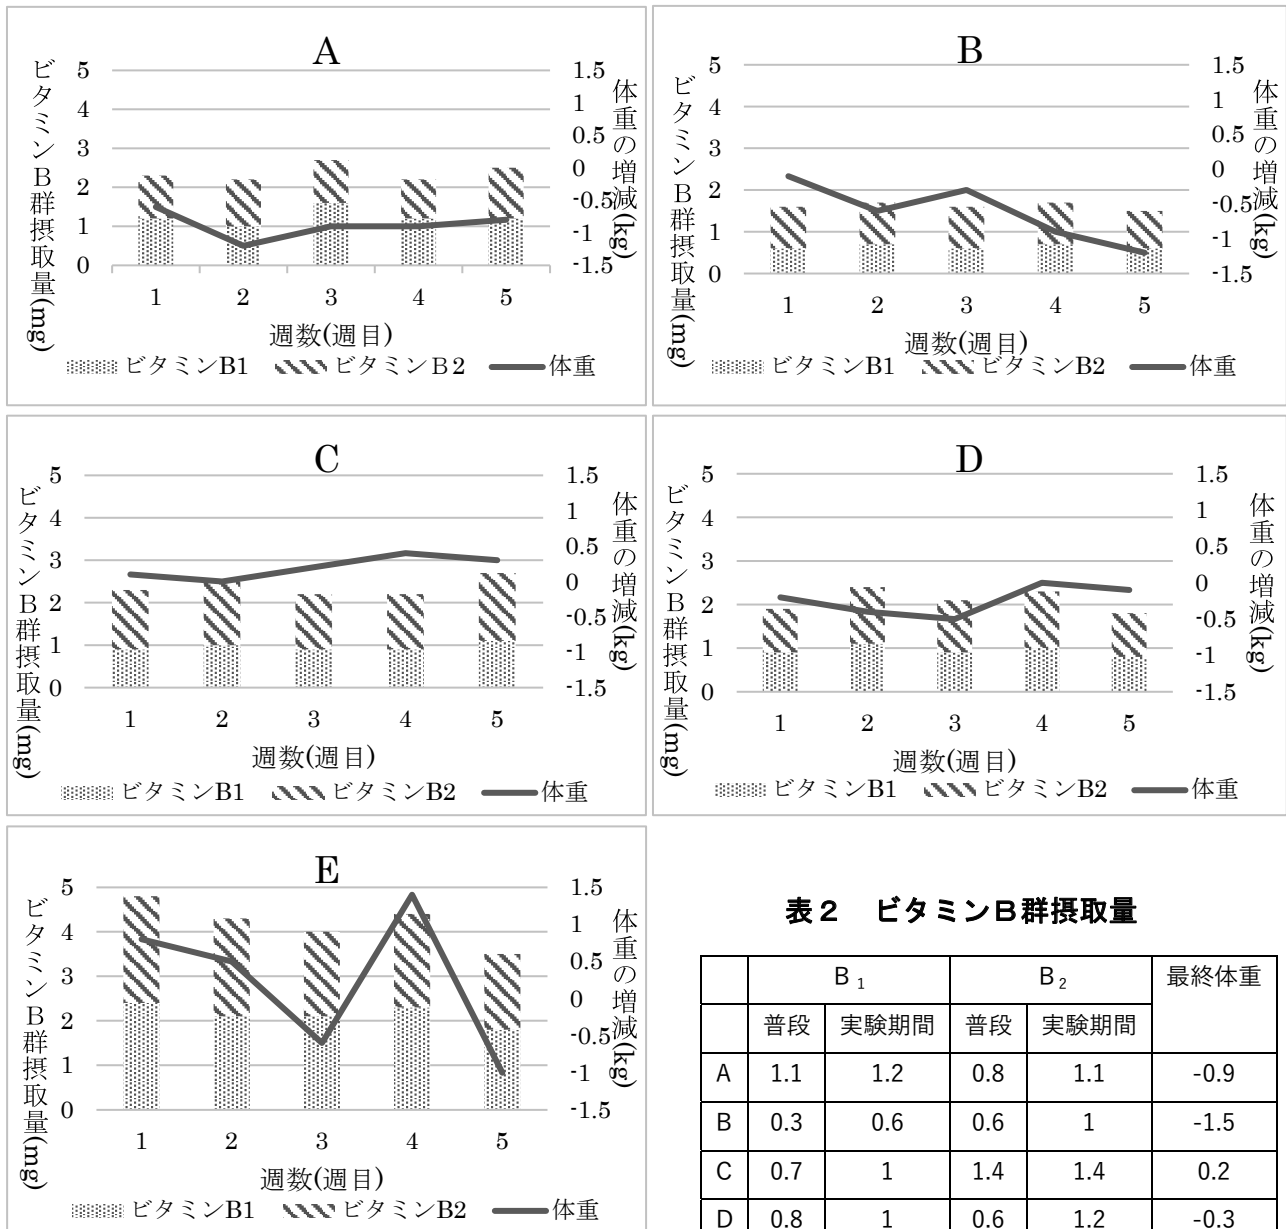 A
ビタミンB群摂取量(mg)
5
4
3
2
1
0
1.5
1
0.5
0
-0.5
-1
-1.5
体重の増減(kg)
1 2 3 4 5
週数(週目)
ビタミンB1 ビタミンＢ2 体重
B
ビタミンB群摂取量(mg)
5
4
3
2
1
0
1.5
1
0.5
0
-0.5
-1
-1.5
体重の増減(kg)
1 2 3 4 5
週数(週目)
ビタミンB1 ビタミンB2 体重
C
ビタミンB群摂取量(mg)
5
4
3
2
1
0
1.5
1
0.5
0
-0.5
-1
-1.5
体重の増減(kg)
1 2 3 4 5
週数(週目)
ビタミンB1 ビタミンB2 体重
D
ビタミンB群摂取量(mg)
5
4
3
2
1
0
1.5
1
0.5
0
-0.5
-1
-1.5
体重の増減(kg)
1 2 3 4 5
週数(週目)
ビタミンB1 ビタミンB2 体重
E
ビタミンB群摂取量(mg)
5
4
3
2
1
0
1.5
1
0.5
0
-0.5
-1
-1.5
体重の増減(kg)
1 2 3 4 5
週数(週目)
ビタミンB1 ビタミンB2 体重
表２　ビタミンＢ群摂取量
Ｂ₁ Ｂ₂ 最終体重
普段 実験期間 普段 実験期間
A 1.1 1.2 0.8 1.1 -0.9
B 0.3 0.6 0.6 1 -1.5
C 0.7 1 1.4 1.4 0.2
D 0.8 1 0.6 1.2 -0.3